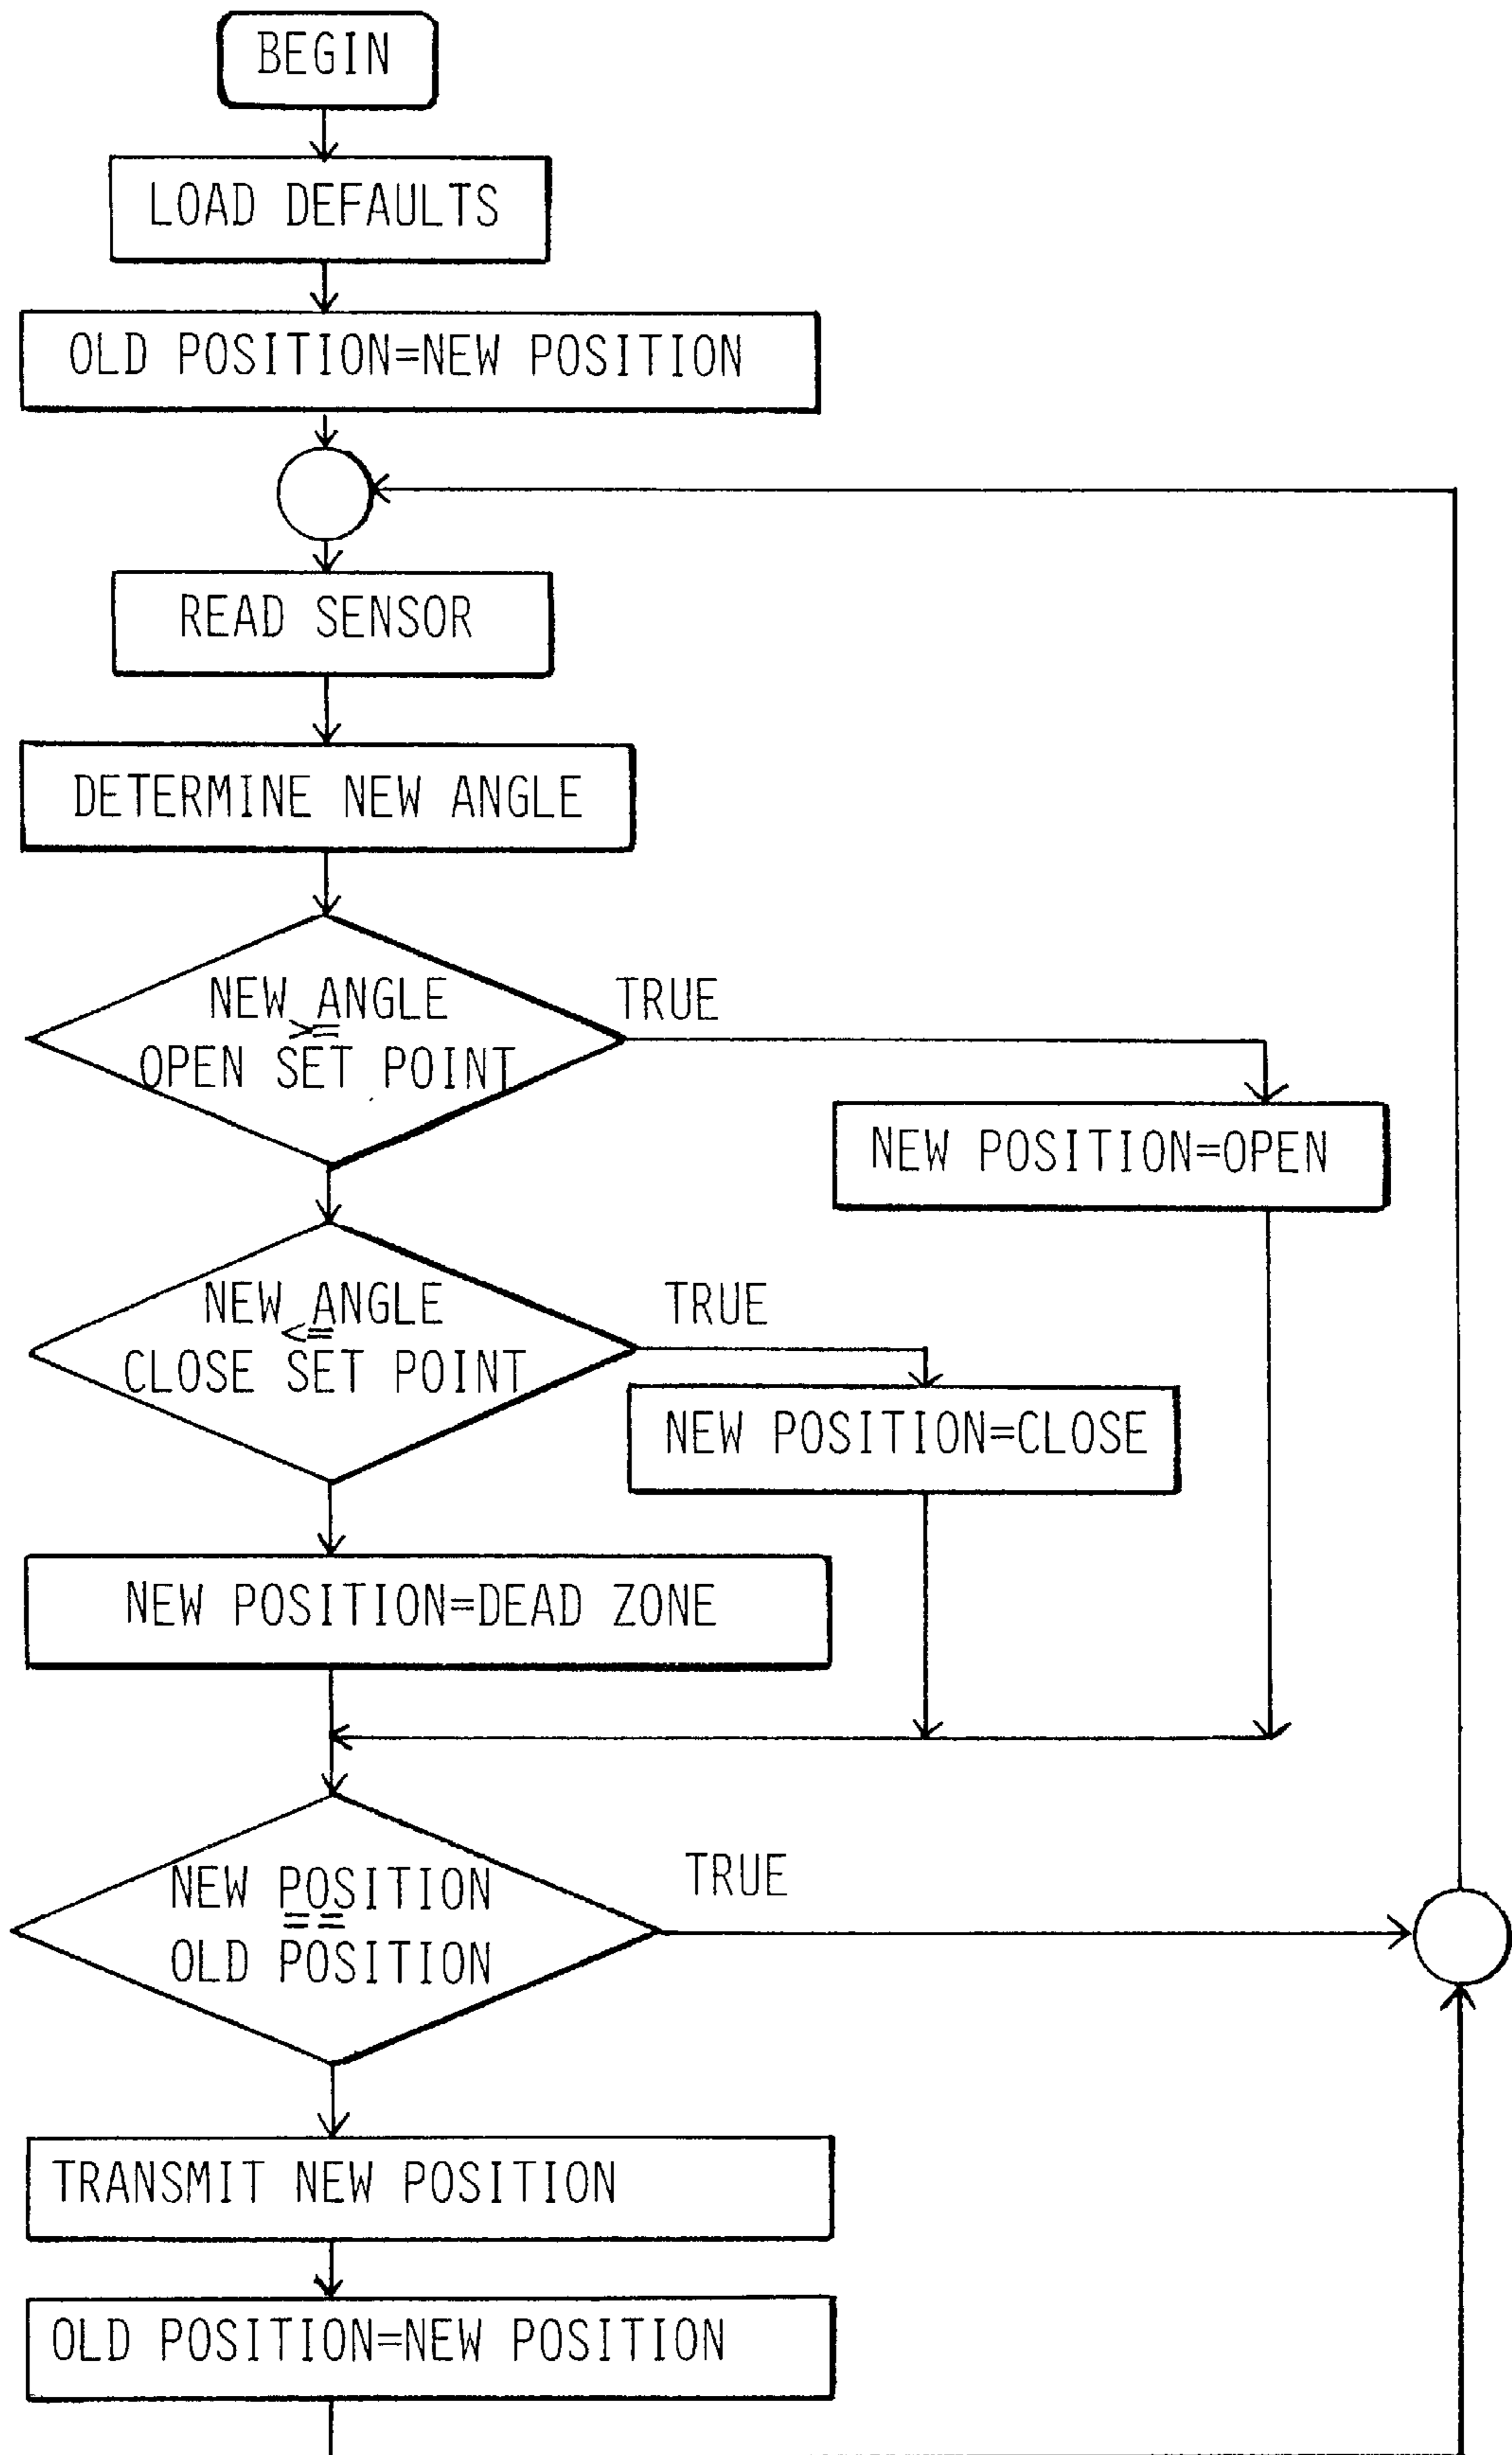 BEGIN
LOAD DEFAULTS
OLD POSITION=NEW POSITION
READ SENSOR
DETERMINE NEW ANGLE
NEW ANGLE
>=
OPEN SET POINT
TRUE
NEW POSITION=OPEN
NEW ANGLE
<=
CLOSE SET POINT
TRUE
NEW POSITION=CLOSE
NEW POSITION=DEAD ZONE
NEW POSITION
==
OLD POSITION
TRUE
TRANSMIT NEW POSITION
OLD POSITION=NEW POSITION